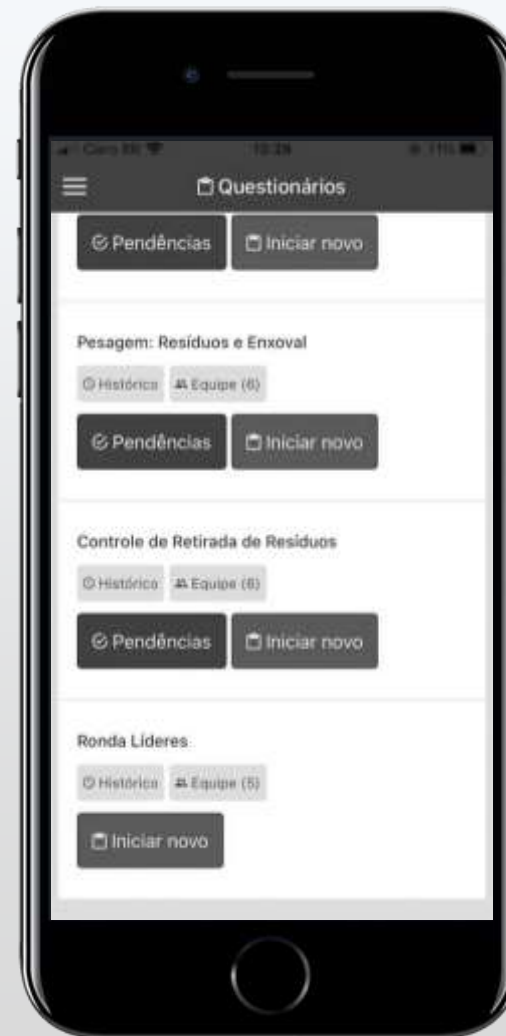 Questionários
Pendências Iniciar novo
Pesagem: Resíduos e Enxoval
Histórico Equipe (6)
Pendências Iniciar novo
Controle de Retirada de Resíduos
Histórico Equipe (6)
Pendências Iniciar novo
Ronda Líderes
Histórico Equipe (5)
Iniciar novo